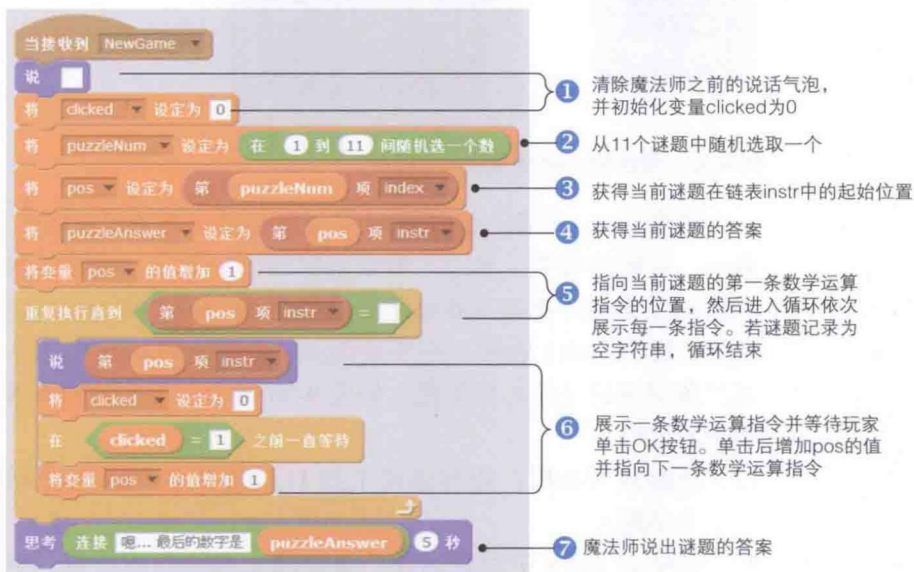 当接收到 NewGame
说
将 clicked 设定为 0
将 puzzleNum 设定为 在 1 到 11 间随机选一个数
将 pos 设定为 第 puzzleNum 项 index
将 puzzleAnswer 设定为 第 pos 项 instr
将变量 pos 的值增加 1
重复执行直到 第 pos 项 instr =
说 第 pos 项 instr
将 clicked 设定为 0
在 clicked = 1 之前一直等待
将变量 pos 的值增加 1
思考 连接 嗯... 最后的数字是 puzzleAnswer 5 秒
1 清除魔法师之前的说话气泡，
并初始化变量clicked为0
2 从11个谜题中随机选取一个
3 获得当前谜题在链表instr中的起始位置
4 获得当前谜题的答案
5 指向当前谜题的第一条数学运算
指令的位置，然后进入循环依次
展示每一条指令。若谜题记录为
空字符串，循环结束
6 展示一条数学运算指令并等待玩家
单击OK按钮。单击后增加pos的值
并指向下一条数学运算指令
7 魔法师说出谜题的答案